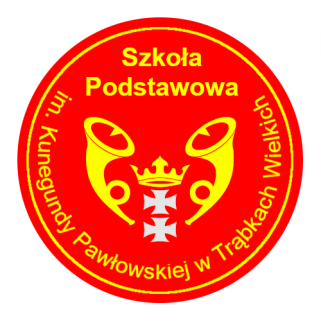 Szkoła
Podstawowa
im. Kunegundy Pawłowskiej w Trąbkach Wielkich